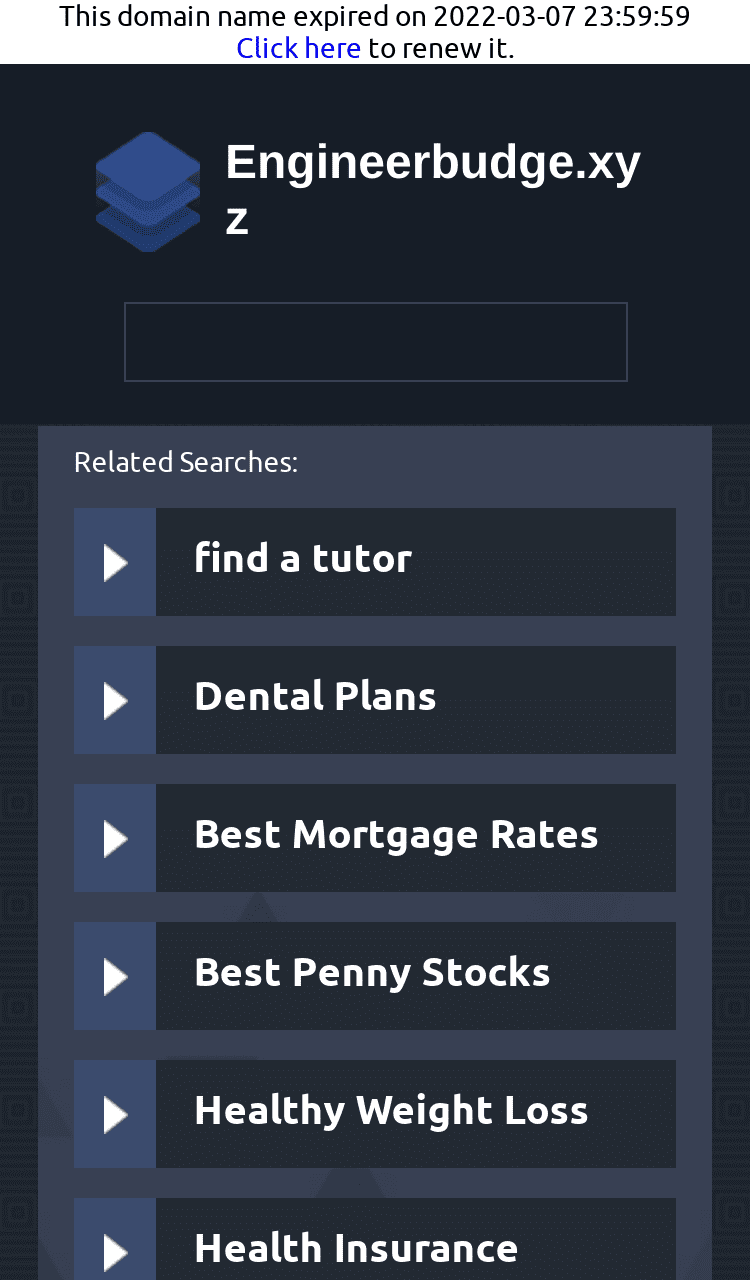 This domain name expired on 2022-03-07 23:59:59
Click here to renew it.
Engineerbudge.xy
z
Related Searches:
find a tutor
Dental Plans
Best Mortgage Rates
Best Penny Stocks
Healthy Weight Loss
Health Insurance